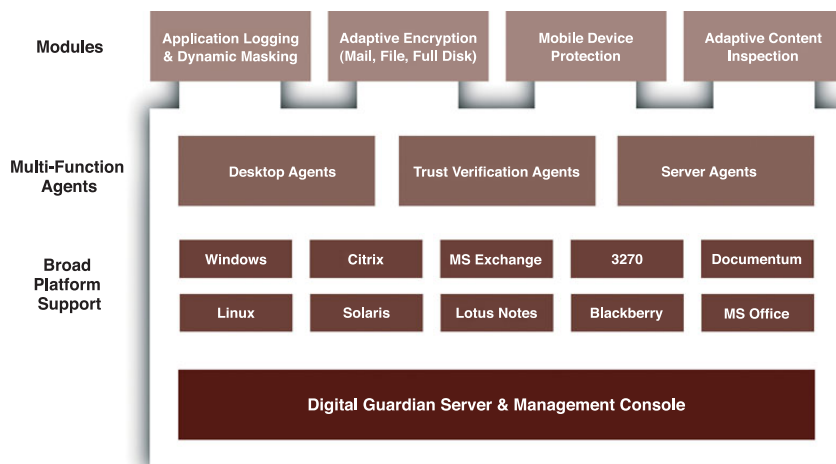 Modules
Application Logging
& Dynamic Masking
Adaptive Encryption
(Mail, File, Full Disk)
Mobile Device
Protection
Adaptive Content
Inspection
Multi-Function
Agents
Desktop Agents
Trust Verification Agents
Server Agents
Broad
Platform
Support
Windows
Citrix
MS Exchange
3270
Documentum
Linux
Solaris
Lotus Notes
Blackberry
MS Office
Digital Guardian Server & Management Console